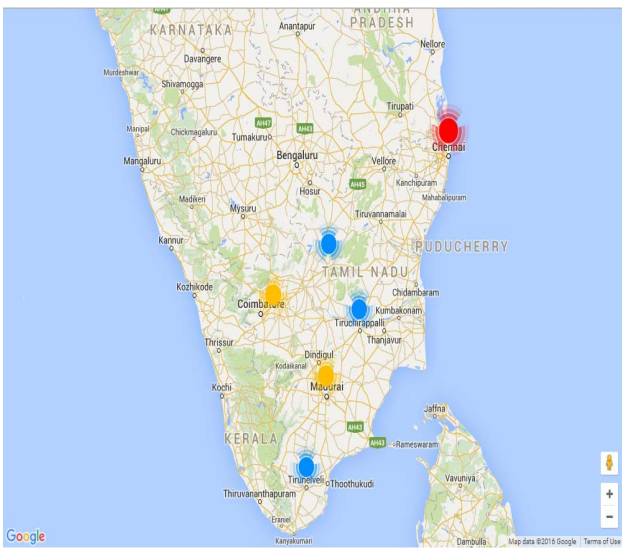 ANDHRA
PRADESH
KARNATAKA
Anantapur
Nellore
Davangere
Murdeshwar
Shivamogga
Tirupati
AH47
AH43
Manipal
Chickmagaluru
Tumakuru
Chennai
Bengaluru
Mangaluru
Vellore
Kanchipuram
AH45
Hosur
Mahabalipuram
Madikeri
Mysuru
Tiruvannamalai
Kannur
PUDUCHERRY
TAMIL NADU
Kozhikode
Chidambaram
Coimbatore
Kumbakonam
Tiruchirappalli
Thanjavur
Thrissur
Dindigul
Kodaikanal
Kochi
Madurai
Jaffna
AH43
KERALA
AH43
Rameswaram
Tirunelveli
Thoothukudi
Vavuniya
Thiruvananthapuram
+
Eraniel
−
Google
Kanyakumari
Dambulla
Map data ©2016 Google
Terms of Use